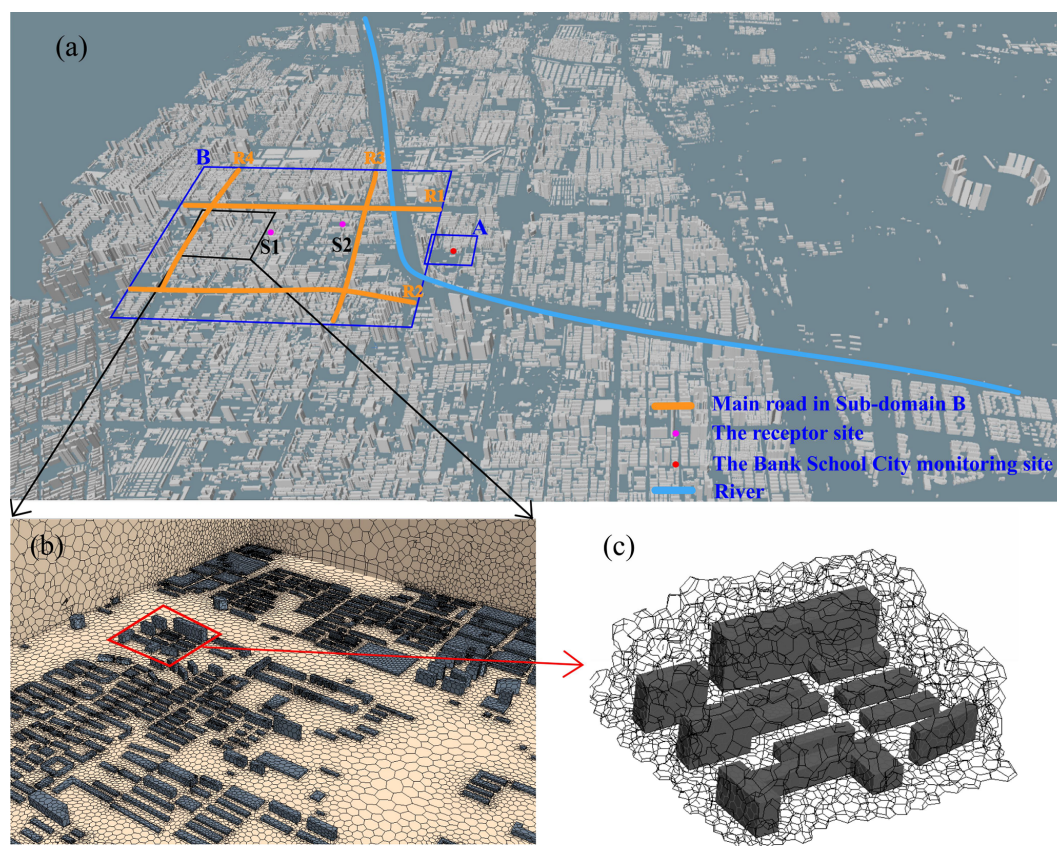 (a)
B
R4
R3
R1
A
S1
S2
R2
Main road in Sub-domain B
The receptor site
The Bank School City monitoring site
River
(b)
(c)